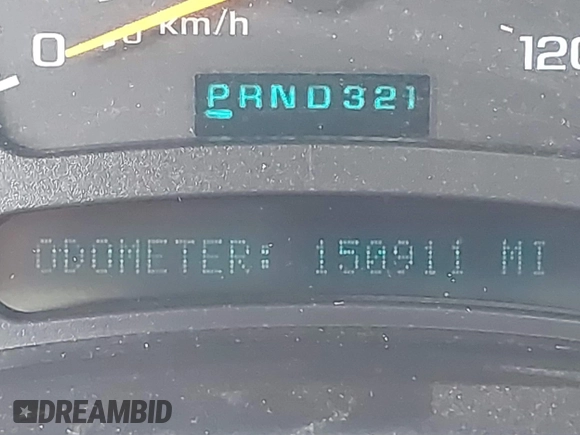 0 km/h 120
PRND321
ODOMETER: 150911 MI
DREAMBID